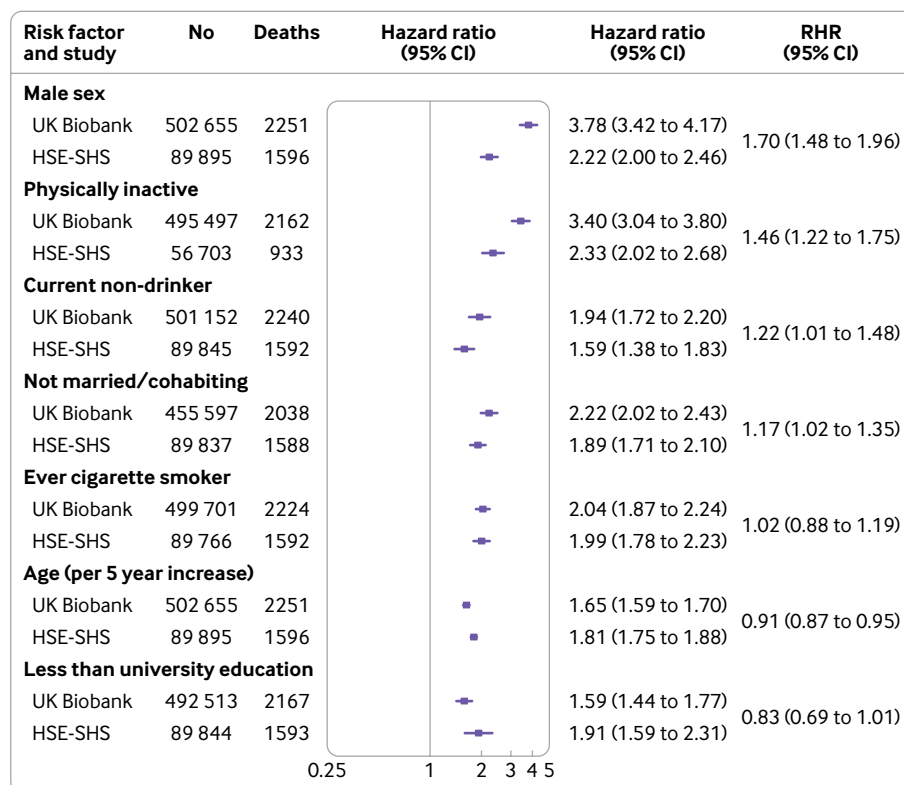 Risk factor and study No Deaths Hazard ratio (95% CI) Hazard ratio (95% CI) RHR (95% CI)
Male sex
UK Biobank 502 655 2251 3.78 (3.42 to 4.17)
1.70 (1.48 to 1.96)
HSE-SHS 89 895 1596 2.22 (2.00 to 2.46)
Physically inactive
UK Biobank 495 497 2162 3.40 (3.04 to 3.80)
1.46 (1.22 to 1.75)
HSE-SHS 56 703 933 2.33 (2.02 to 2.68)
Current non-drinker
UK Biobank 501 152 2240 1.94 (1.72 to 2.20)
1.22 (1.01 to 1.48)
HSE-SHS 89 845 1592 1.59 (1.38 to 1.83)
Not married/cohabiting
UK Biobank 455 597 2038 2.22 (2.02 to 2.43)
1.17 (1.02 to 1.35)
HSE-SHS 89 837 1588 1.89 (1.71 to 2.10)
Ever cigarette smoker
UK Biobank 499 701 2224 2.04 (1.87 to 2.24)
1.02 (0.88 to 1.19)
HSE-SHS 89 766 1592 1.99 (1.78 to 2.23)
Age (per 5 year increase)
UK Biobank 502 655 2251 1.65 (1.59 to 1.70)
0.91 (0.87 to 0.95)
HSE-SHS 89 895 1596 1.81 (1.75 to 1.88)
Less than university education
UK Biobank 492 513 2167 1.59 (1.44 to 1.77)
0.83 (0.69 to 1.01)
HSE-SHS 89 844 1593 1.91 (1.59 to 2.31)
0.25 1 2 3 4 5